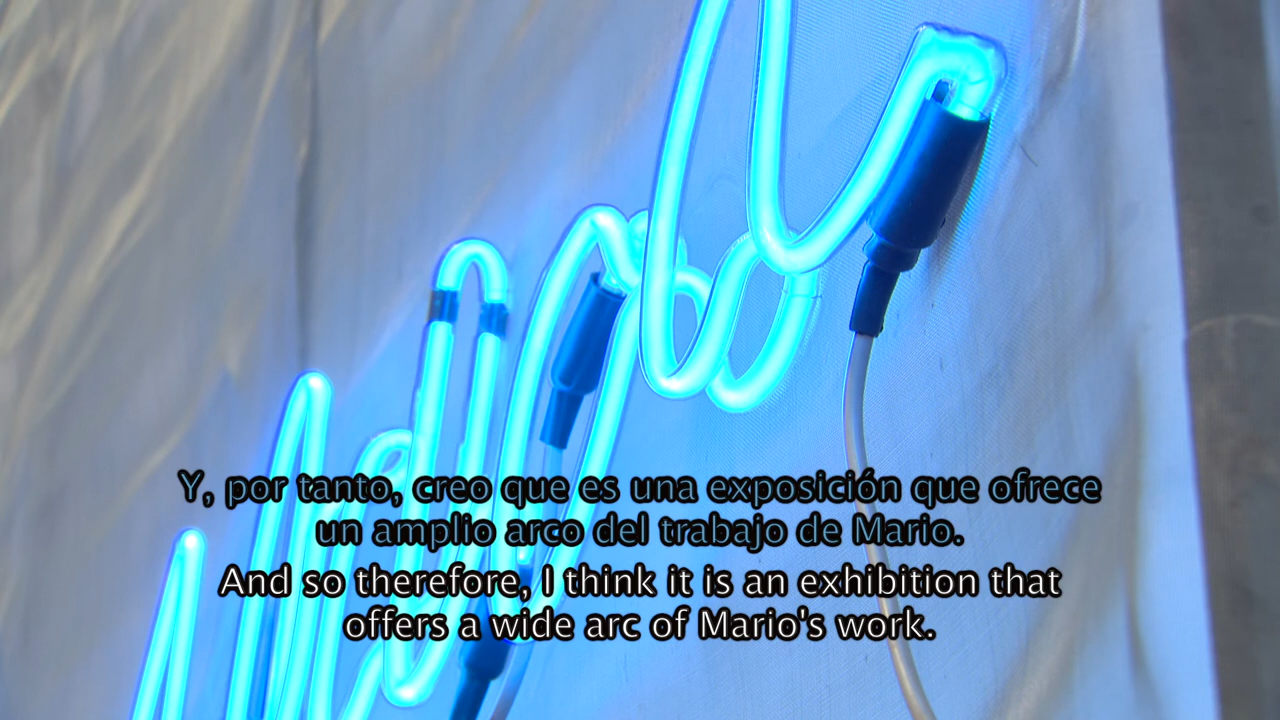 Y, por tanto, creo que es una exposición que ofrece
un amplio arco del trabajo de Mario.
And so therefore, I think it is an exhibition that
offers a wide arc of Mario's work.